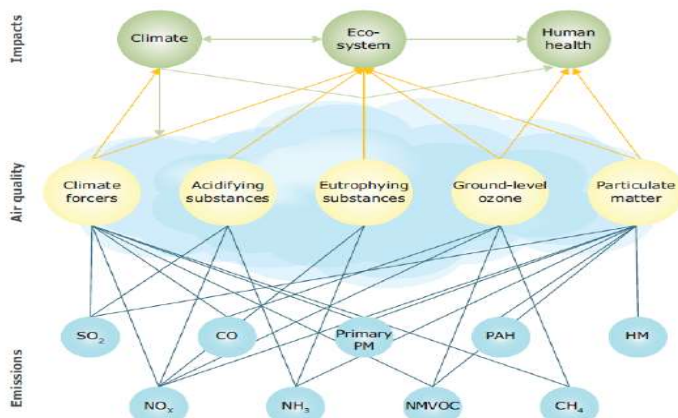 Impacts
Climate
Eco-
system
Human
health
Air quality
Climate
forcers
Acidifying
substances
Eutrophying
substances
Ground-level
ozone
Particulate
matter
Emissions
SO₂
CO
Primary
PM
PAH
HM
NOₓ
NH₃
NMVOC
CH₄